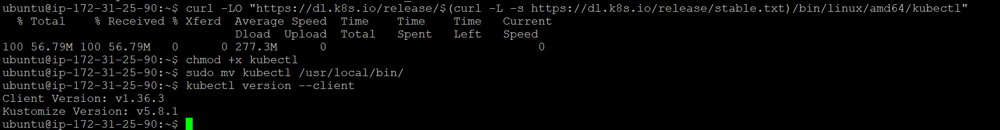 ubuntu@ip-172-31-25-90:~$ curl -LO "https://dl.k8s.io/release/$(curl -L -s https://dl.k8s.io/release/stable.txt)/bin/linux/amd64/kubectl"
  % Total    % Received % Xferd  Average Speed  Time    Time    Time   Current
                                 Dload  Upload  Total   Spent   Left   Speed
100 56.79M 100 56.79M   0      0 277.3M      0                              0
ubuntu@ip-172-31-25-90:~$ chmod +x kubectl
ubuntu@ip-172-31-25-90:~$ sudo mv kubectl /usr/local/bin/
ubuntu@ip-172-31-25-90:~$ kubectl version --client
Client Version: v1.36.3
Kustomize Version: v5.8.1
ubuntu@ip-172-31-25-90:~$